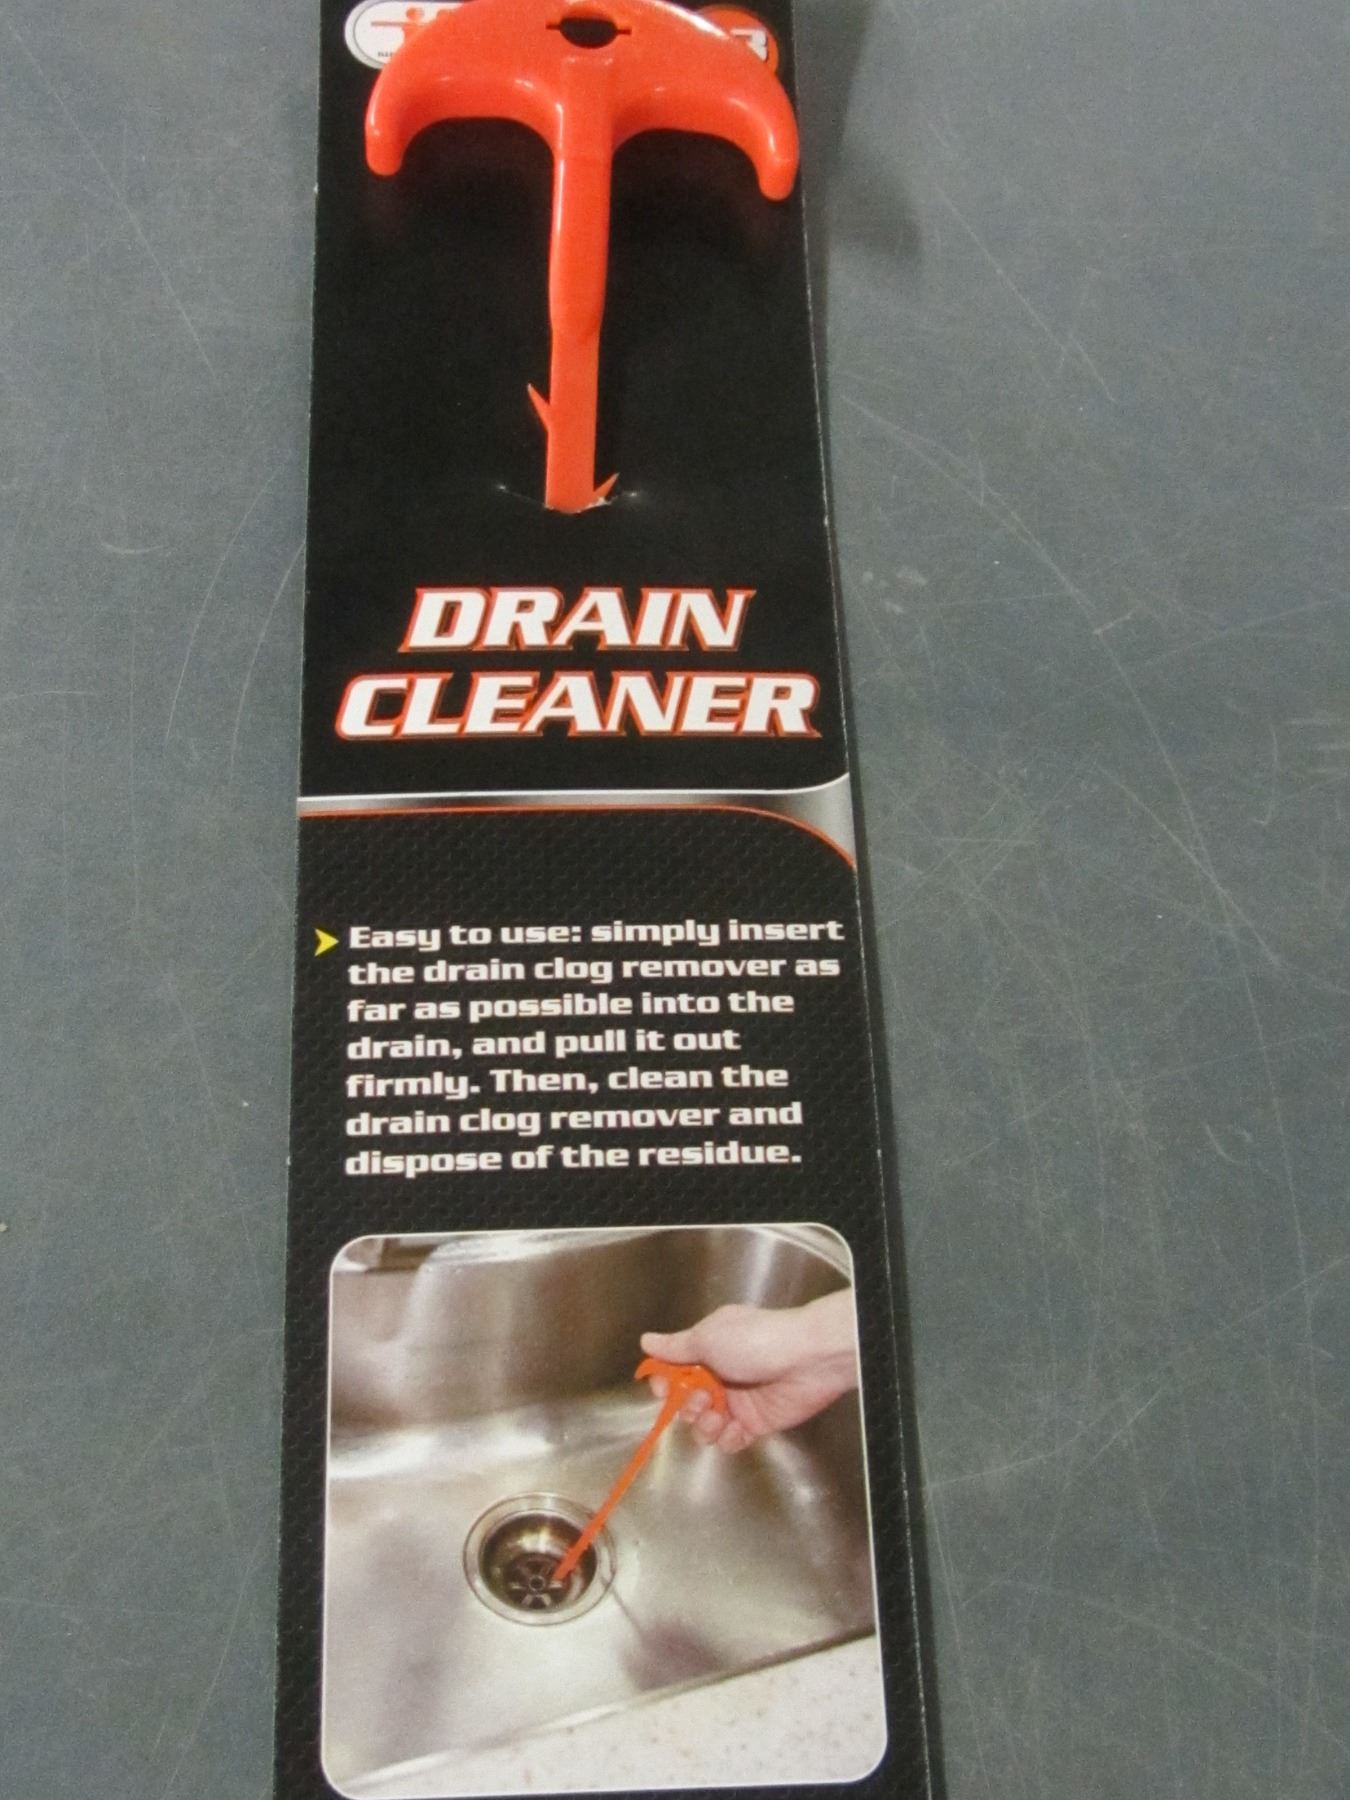 DRAIN
CLEANER
Easy to use: simply insert
the drain clog remover as
far as possible into the
drain, and pull it out
firmly. Then, clean the
drain clog remover and
dispose of the residue.